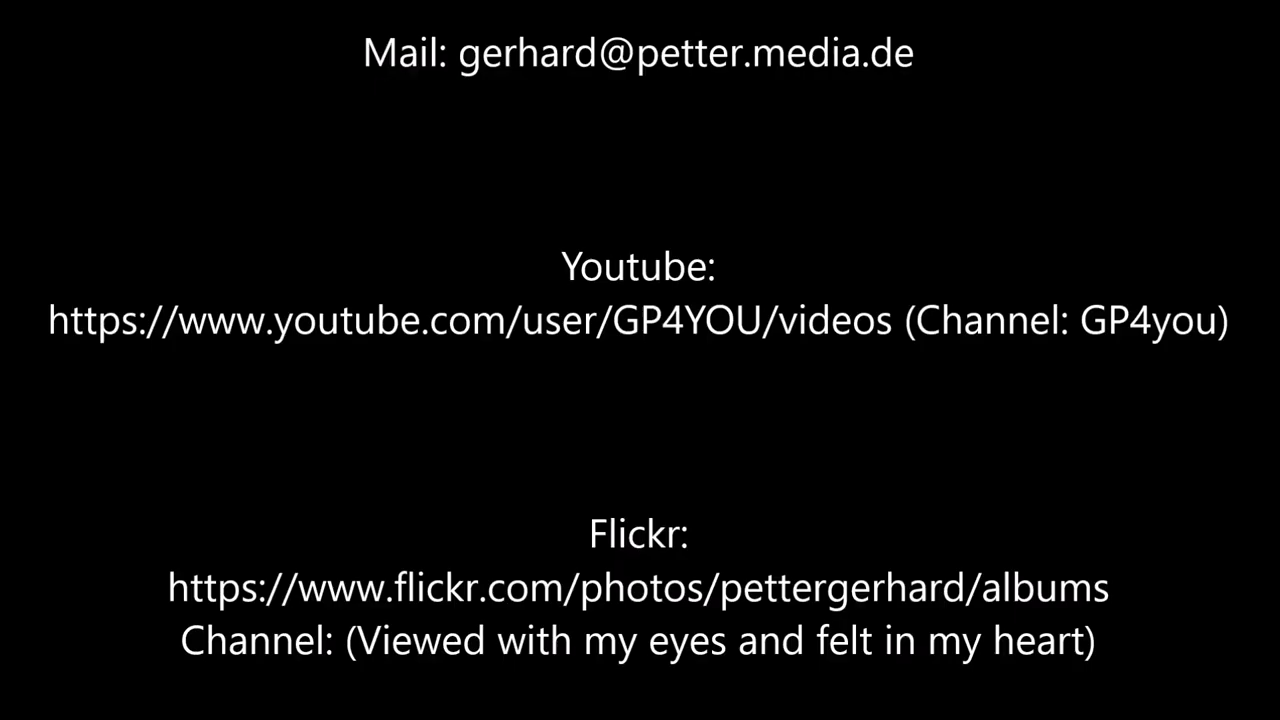 Mail: gerhard@petter.media.de
Youtube:
https://www.youtube.com/user/GP4YOU/videos (Channel: GP4you)
Flickr:
https://www.flickr.com/photos/pettergerhard/albums
Channel: (Viewed with my eyes and felt in my heart)